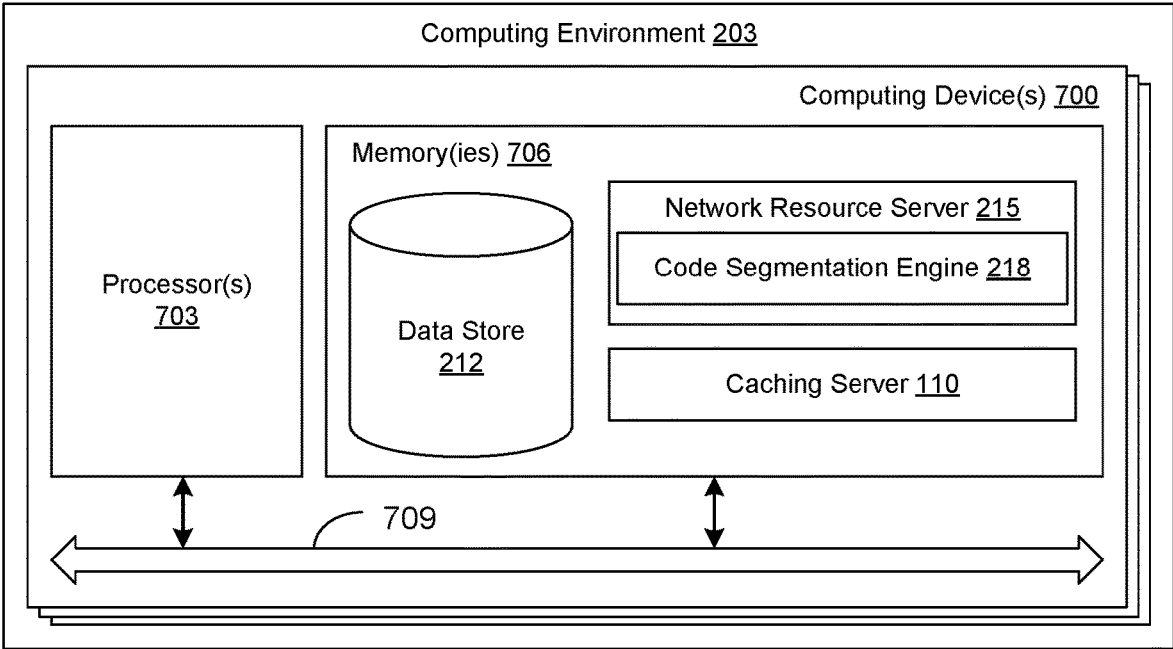 Computing Environment 203
Computing Device(s) 700
Processor(s)
703
Memory(ies) 706
Data Store
212
Network Resource Server 215
Code Segmentation Engine 218
Caching Server 110
709